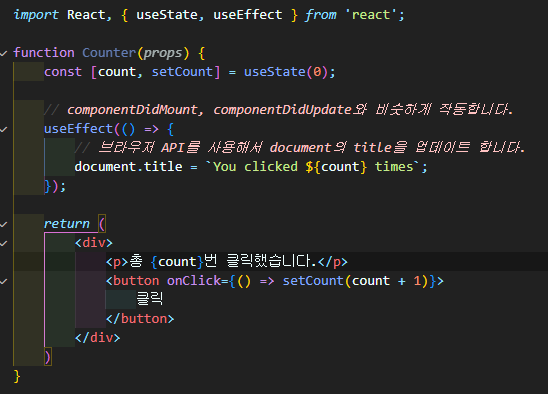 import React, { useState, useEffect } from 'react';
function Counter(props) {
const [count, setCount] = useState(0);
// componentDidMount, componentDidUpdate와 비슷하게 작동합니다.
useEffect(() => {
// 브라우저 API를 사용해서 document의 title을 업데이트 합니다.
document.title = `You clicked ${count} times`;
});
return (
<div>
<p>총 {count}번 클릭했습니다.</p>
<button onClick={() => setCount(count + 1)}>
클릭
</button>
</div>
)
}